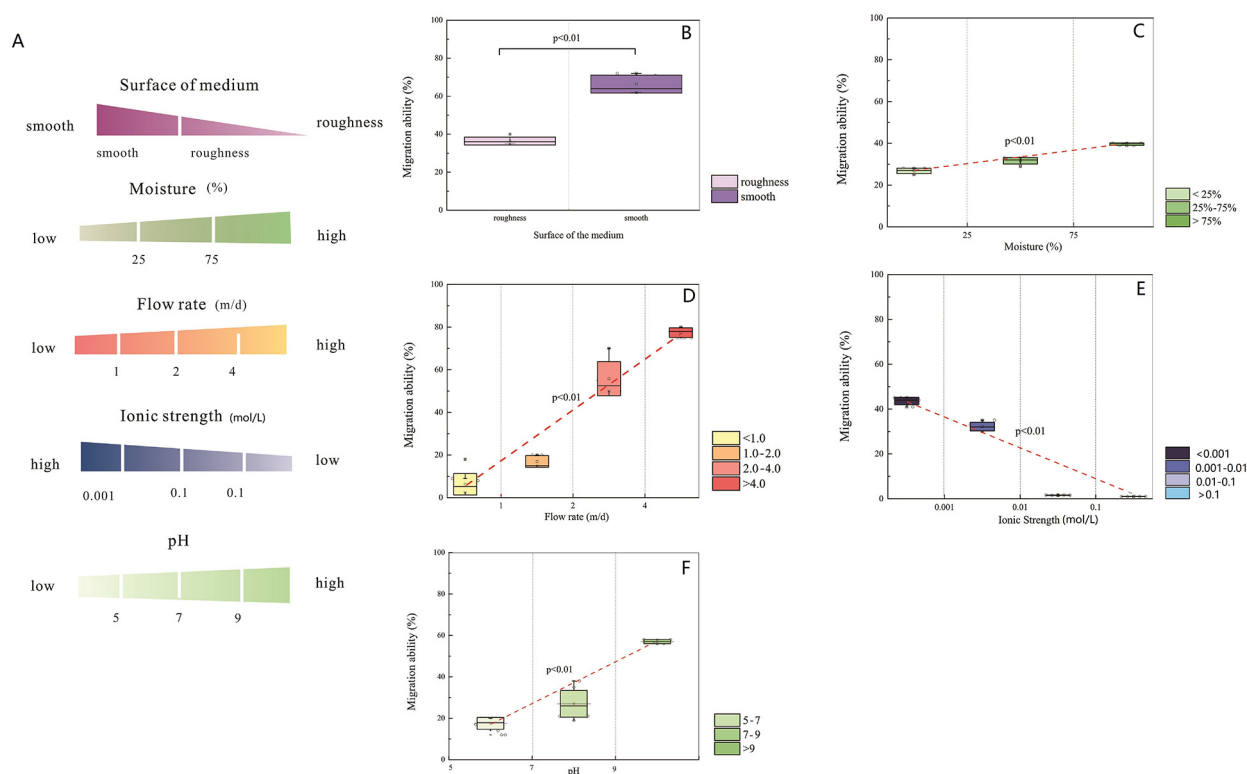 A
Surface of medium
smooth
roughness
smooth
roughness
Moisture (%)
low
high
25
75
Flow rate (m/d)
low
high
1
2
4
Ionic strength (mol/L)
high
low
0.001
0.1
0.1
pH
low
high
5
7
9
B
p<0.01
Migration ability (%)
100
80
60
40
20
0
roughness
smooth
Surface of the medium
roughness
smooth
C
p<0.01
Migration ability (%)
100
80
60
40
20
0
25
75
Moisture (%)
< 25%
25%-75%
> 75%
D
p<0.01
Migration ability (%)
100
80
60
40
20
0
1
2
4
Flow rate (m/d)
<1.0
1.0-2.0
2.0-4.0
>4.0
E
p<0.01
Migration ability (%)
100
80
60
40
20
0
0.001
0.01
0.1
Ionic Strength (mol/L)
<0.001
0.001-0.01
0.01-0.1
>0.1
F
p<0.01
Migration ability (%)
100
80
60
40
20
0
5
7
9
pH
5-7
7-9
>9